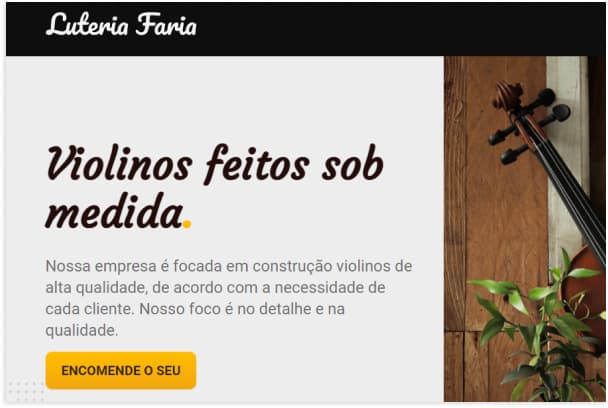 Luteria Faria
Violinos feitos sob
medida.
Nossa empresa é focada em construção violinos de
alta qualidade, de acordo com a necessidade de
cada cliente. Nosso foco é no detalhe e na
qualidade.
ENCOMENDE O SEU